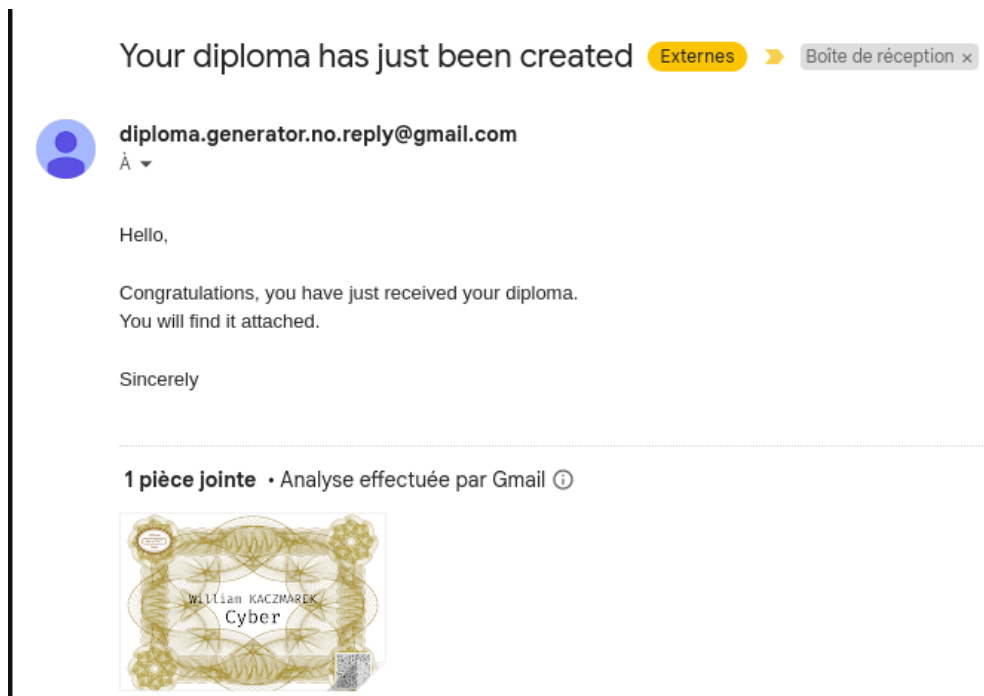 Your diploma has just been created Externes Boîte de réception ×
diploma.generator.no.reply@gmail.com
À
Hello,
Congratulations, you have just received your diploma.
You will find it attached.
Sincerely
1 pièce jointe • Analyse effectuée par Gmail
William KACZMAREK
Cyber